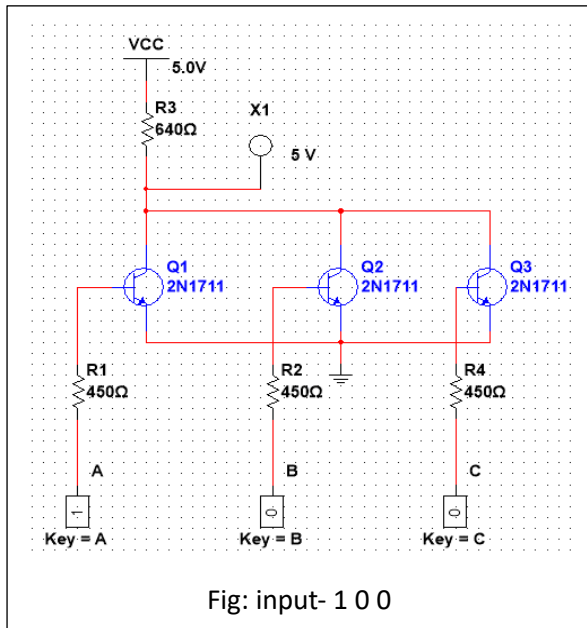 VCC
5.0V
R3
640Ω
X1
5 V
Q1
2N1711
Q2
2N1711
Q3
2N1711
R1
450Ω
R2
450Ω
R4
450Ω
A
B
C
1
0
0
Key = A
Key = B
Key = C
Fig: input- 1 0 0